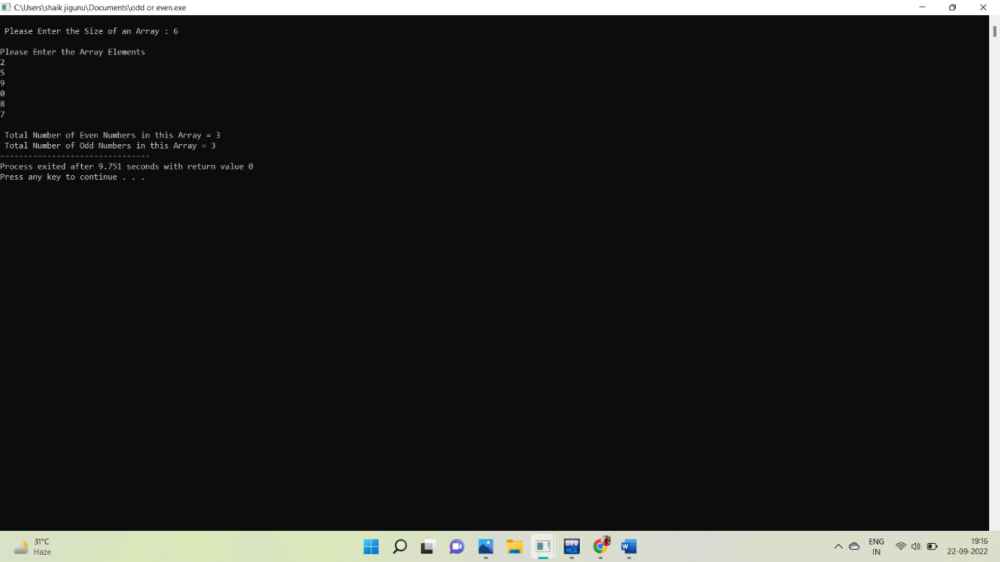 C:\Users\shaik jigunu\Documents\odd or even.exe
Please Enter the Size of an Array : 6
Please Enter the Array Elements
2
5
9
0
8
7
Total Number of Even Numbers in this Array = 3
Total Number of Odd Numbers in this Array = 3
--------------------------------
Process exited after 9.751 seconds with return value 0
Press any key to continue . . .
31°C
Haze
DEV
W
ENG
IN
19:16
22-09-2022